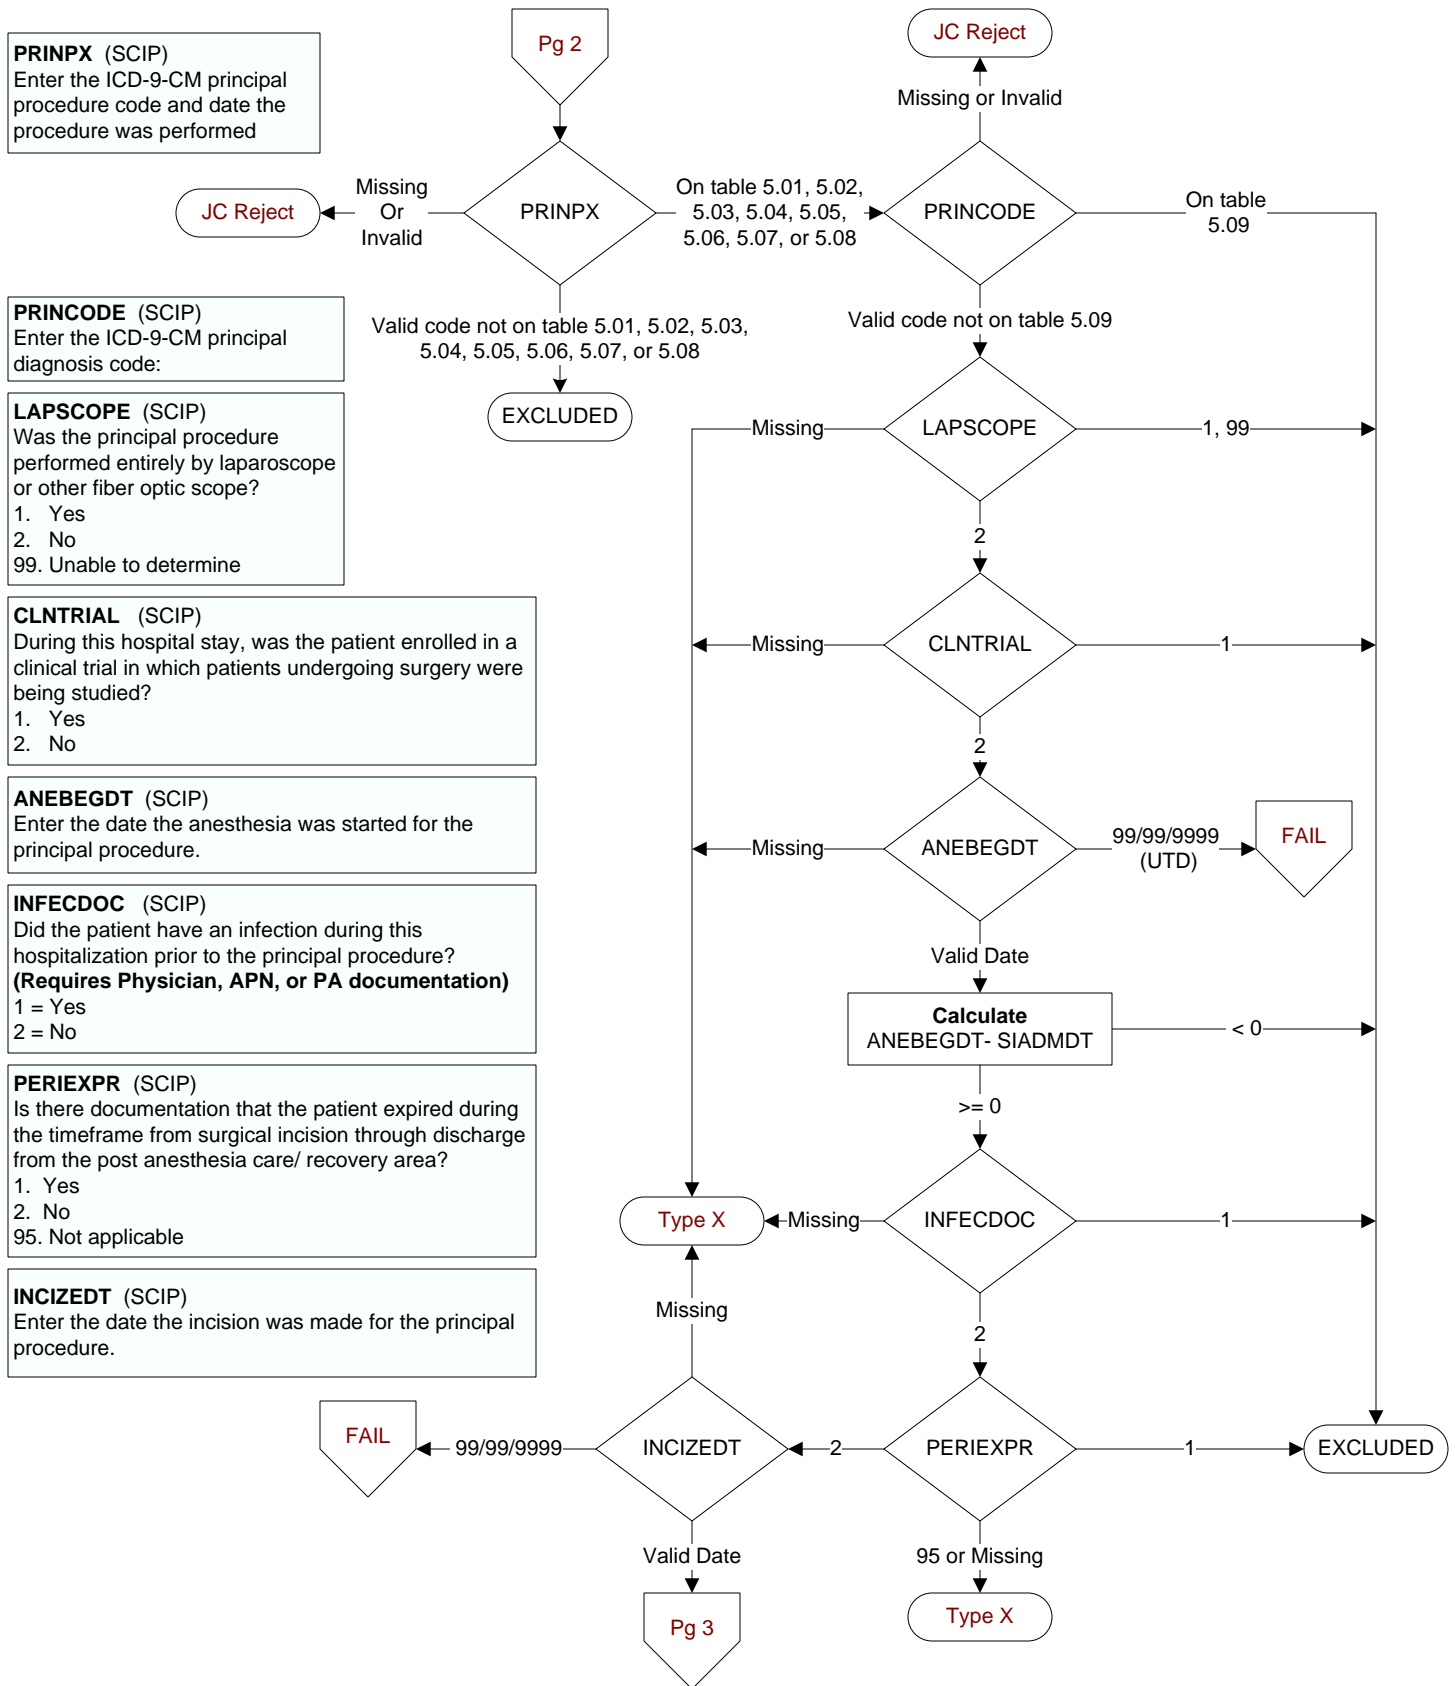 PRINPX (SCIP)
Enter the ICD-9-CM principal
procedure code and date the
procedure was performed
Pg 2
JC Reject
Missing or Invalid
JC Reject
Missing
Or
Invalid
PRINPX
On table 5.01, 5.02,
5.03, 5.04, 5.05,
5.06, 5.07, or 5.08
PRINCODE
On table
5.09
PRINCODE (SCIP)
Enter the ICD-9-CM principal
diagnosis code:
Valid code not on table 5.01, 5.02, 5.03,
5.04, 5.05, 5.06, 5.07, or 5.08
Valid code not on table 5.09
EXCLUDED
LAPSCOPE (SCIP)
Was the principal procedure
performed entirely by laparoscope
or other fiber optic scope?
1. Yes
2. No
99. Unable to determine
Missing
LAPSCOPE
1, 99
2
CLNTRIAL (SCIP)
During this hospital stay, was the patient enrolled in a
clinical trial in which patients undergoing surgery were
being studied?
1. Yes
2. No
Missing
CLNTRIAL
1
2
ANEBEGDT (SCIP)
Enter the date the anesthesia was started for the
principal procedure.
Missing
ANEBEGDT
99/99/9999
(UTD)
FAIL
Valid Date
INFECDOC (SCIP)
Did the patient have an infection during this
hospitalization prior to the principal procedure?
(Requires Physician, APN, or PA documentation)
1 = Yes
2 = No
Calculate
ANEBEGDT- SIADMDT
< 0
>= 0
PERIEXPR (SCIP)
Is there documentation that the patient expired during
the timeframe from surgical incision through discharge
from the post anesthesia care/ recovery area?
1. Yes
2. No
95. Not applicable
Type X
Missing
INFECDOC
1
2
INCIZEDT (SCIP)
Enter the date the incision was made for the principal
procedure.
Missing
FAIL
99/99/9999
INCIZEDT
2
PERIEXPR
1
EXCLUDED
Valid Date
95 or Missing
Pg 3
Type X